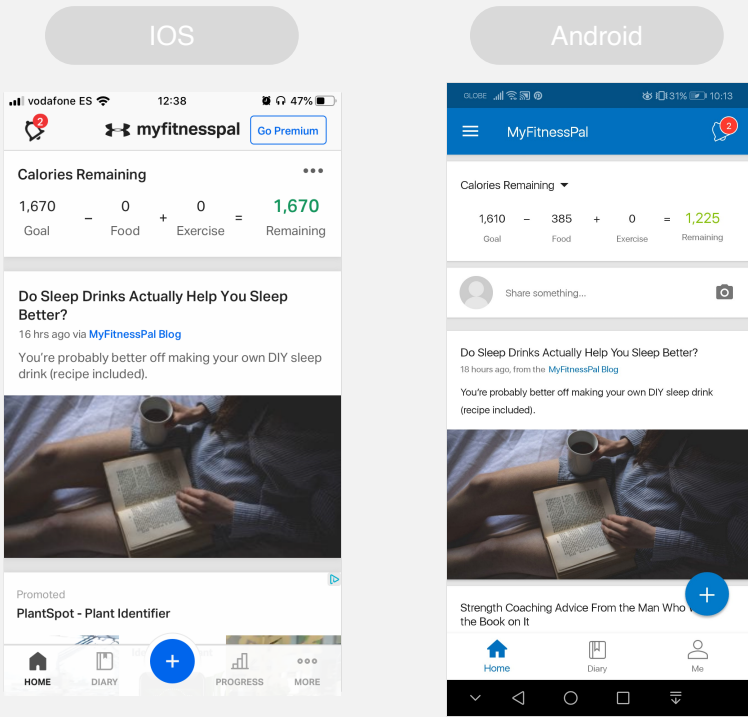 IOS
vodafone ES 12:38 47%
2
myfitnesspal
Go Premium
Calories Remaining
1,670 – 0 + 0 = 1,670
Goal Food Exercise Remaining
Do Sleep Drinks Actually Help You Sleep
Better?
16 hrs ago via MyFitnessPal Blog
You're probably better off making your own DIY sleep
drink (recipe included).
Promoted
PlantSpot - Plant Identifier
+
HOME DIARY PROGRESS MORE
Android
GLOBE 31% 10:13
MyFitnessPal
2
Calories Remaining
1,610 – 385 + 0 = 1,225
Goal Food Exercise Remaining
Share something...
Do Sleep Drinks Actually Help You Sleep Better?
18 hours ago, from the MyFitnessPal Blog
You're probably better off making your own DIY sleep drink
(recipe included).
Strength Coaching Advice From the Man Who
the Book on It
+
Home Diary Me